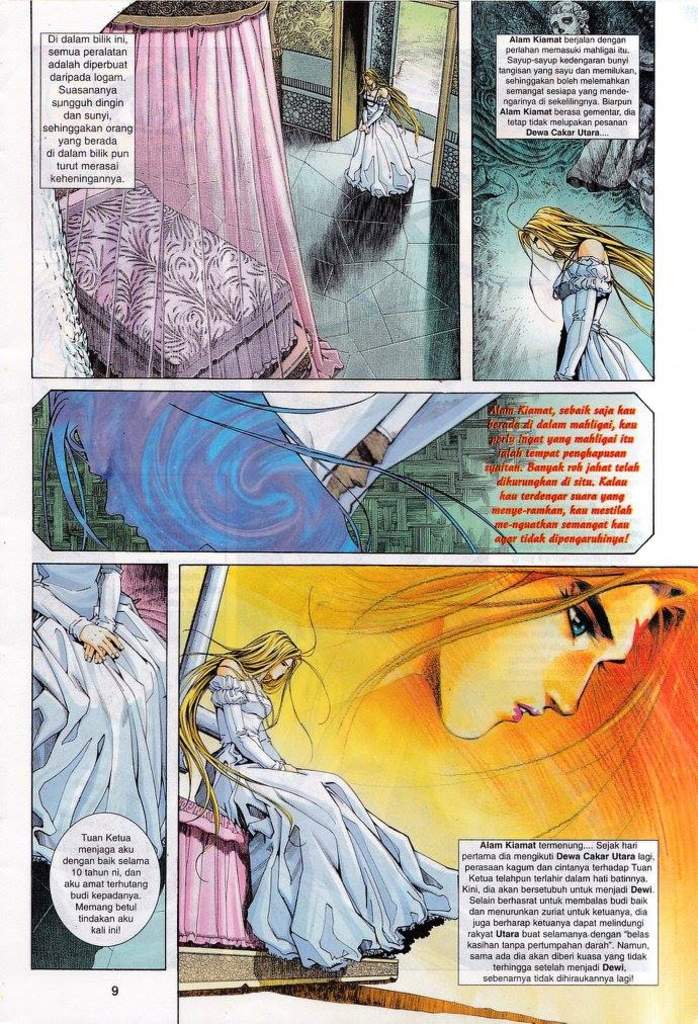 Di dalam bilik ini,
semua peralatan
adalah diperbuat
daripada logam.
Suasananya
sungguh dingin
dan sunyi,
sehinggakan orang
yang berada
di dalam bilik pun
turut merasai
keheningannya.
Alam Kiamat berjalan dengan
perlahan memasuki mahligai itu.
Sayup-sayup kedengaran bunyi
tangisan yang sayu dan memilukan,
sehinggakan boleh melemahkan
semangat sesiapa yang mende-
ngarinya di sekelilingnya. Biarpun
Alam Kiamat berasa gementar, dia
tetap tidak melupakan pesanan
Dewa Cakar Utara....
Alam Kiamat, sebaik saja kau
berada di dalam mahligai, kau
perlu ingat yang mahligai itu
ialah tempat penghapusan
syaitan. Banyak roh jahat telah
dikurungkan di situ. Kalau
kau terdengar suara yang
menye-ramkan, kau mestilah
me-nguatkan semangat kau
agar tidak dipengaruhinya!
Tuan Ketua
menjaga aku
dengan baik selama
10 tahun ni, dan
aku amat terhutang
budi kepadanya.
Memang betul
tindakan aku
kali ini!
Alam Kiamat termenung.... Sejak hari
pertama dia mengikuti Dewa Cakar Utara lagi,
perasaan kagum dan cintanya terhadap Tuan
Ketua telahpun terlahir dalam hati batinnya.
Kini, dia akan bersetubuh untuk menjadi Dewi.
Selain berhasrat untuk membalas budi baik
dan menurunkan zuriat untuk ketuanya, dia
juga berharap ketuanya dapat melindungi
rakyat Utara buat selamanya dengan "belas
kasihan tanpa pertumpahan darah". Namun,
sama ada dia akan diberi kuasa yang tidak
terhingga setelah menjadi Dewi,
sebenarnya tidak dihiraukannya lagi!
9